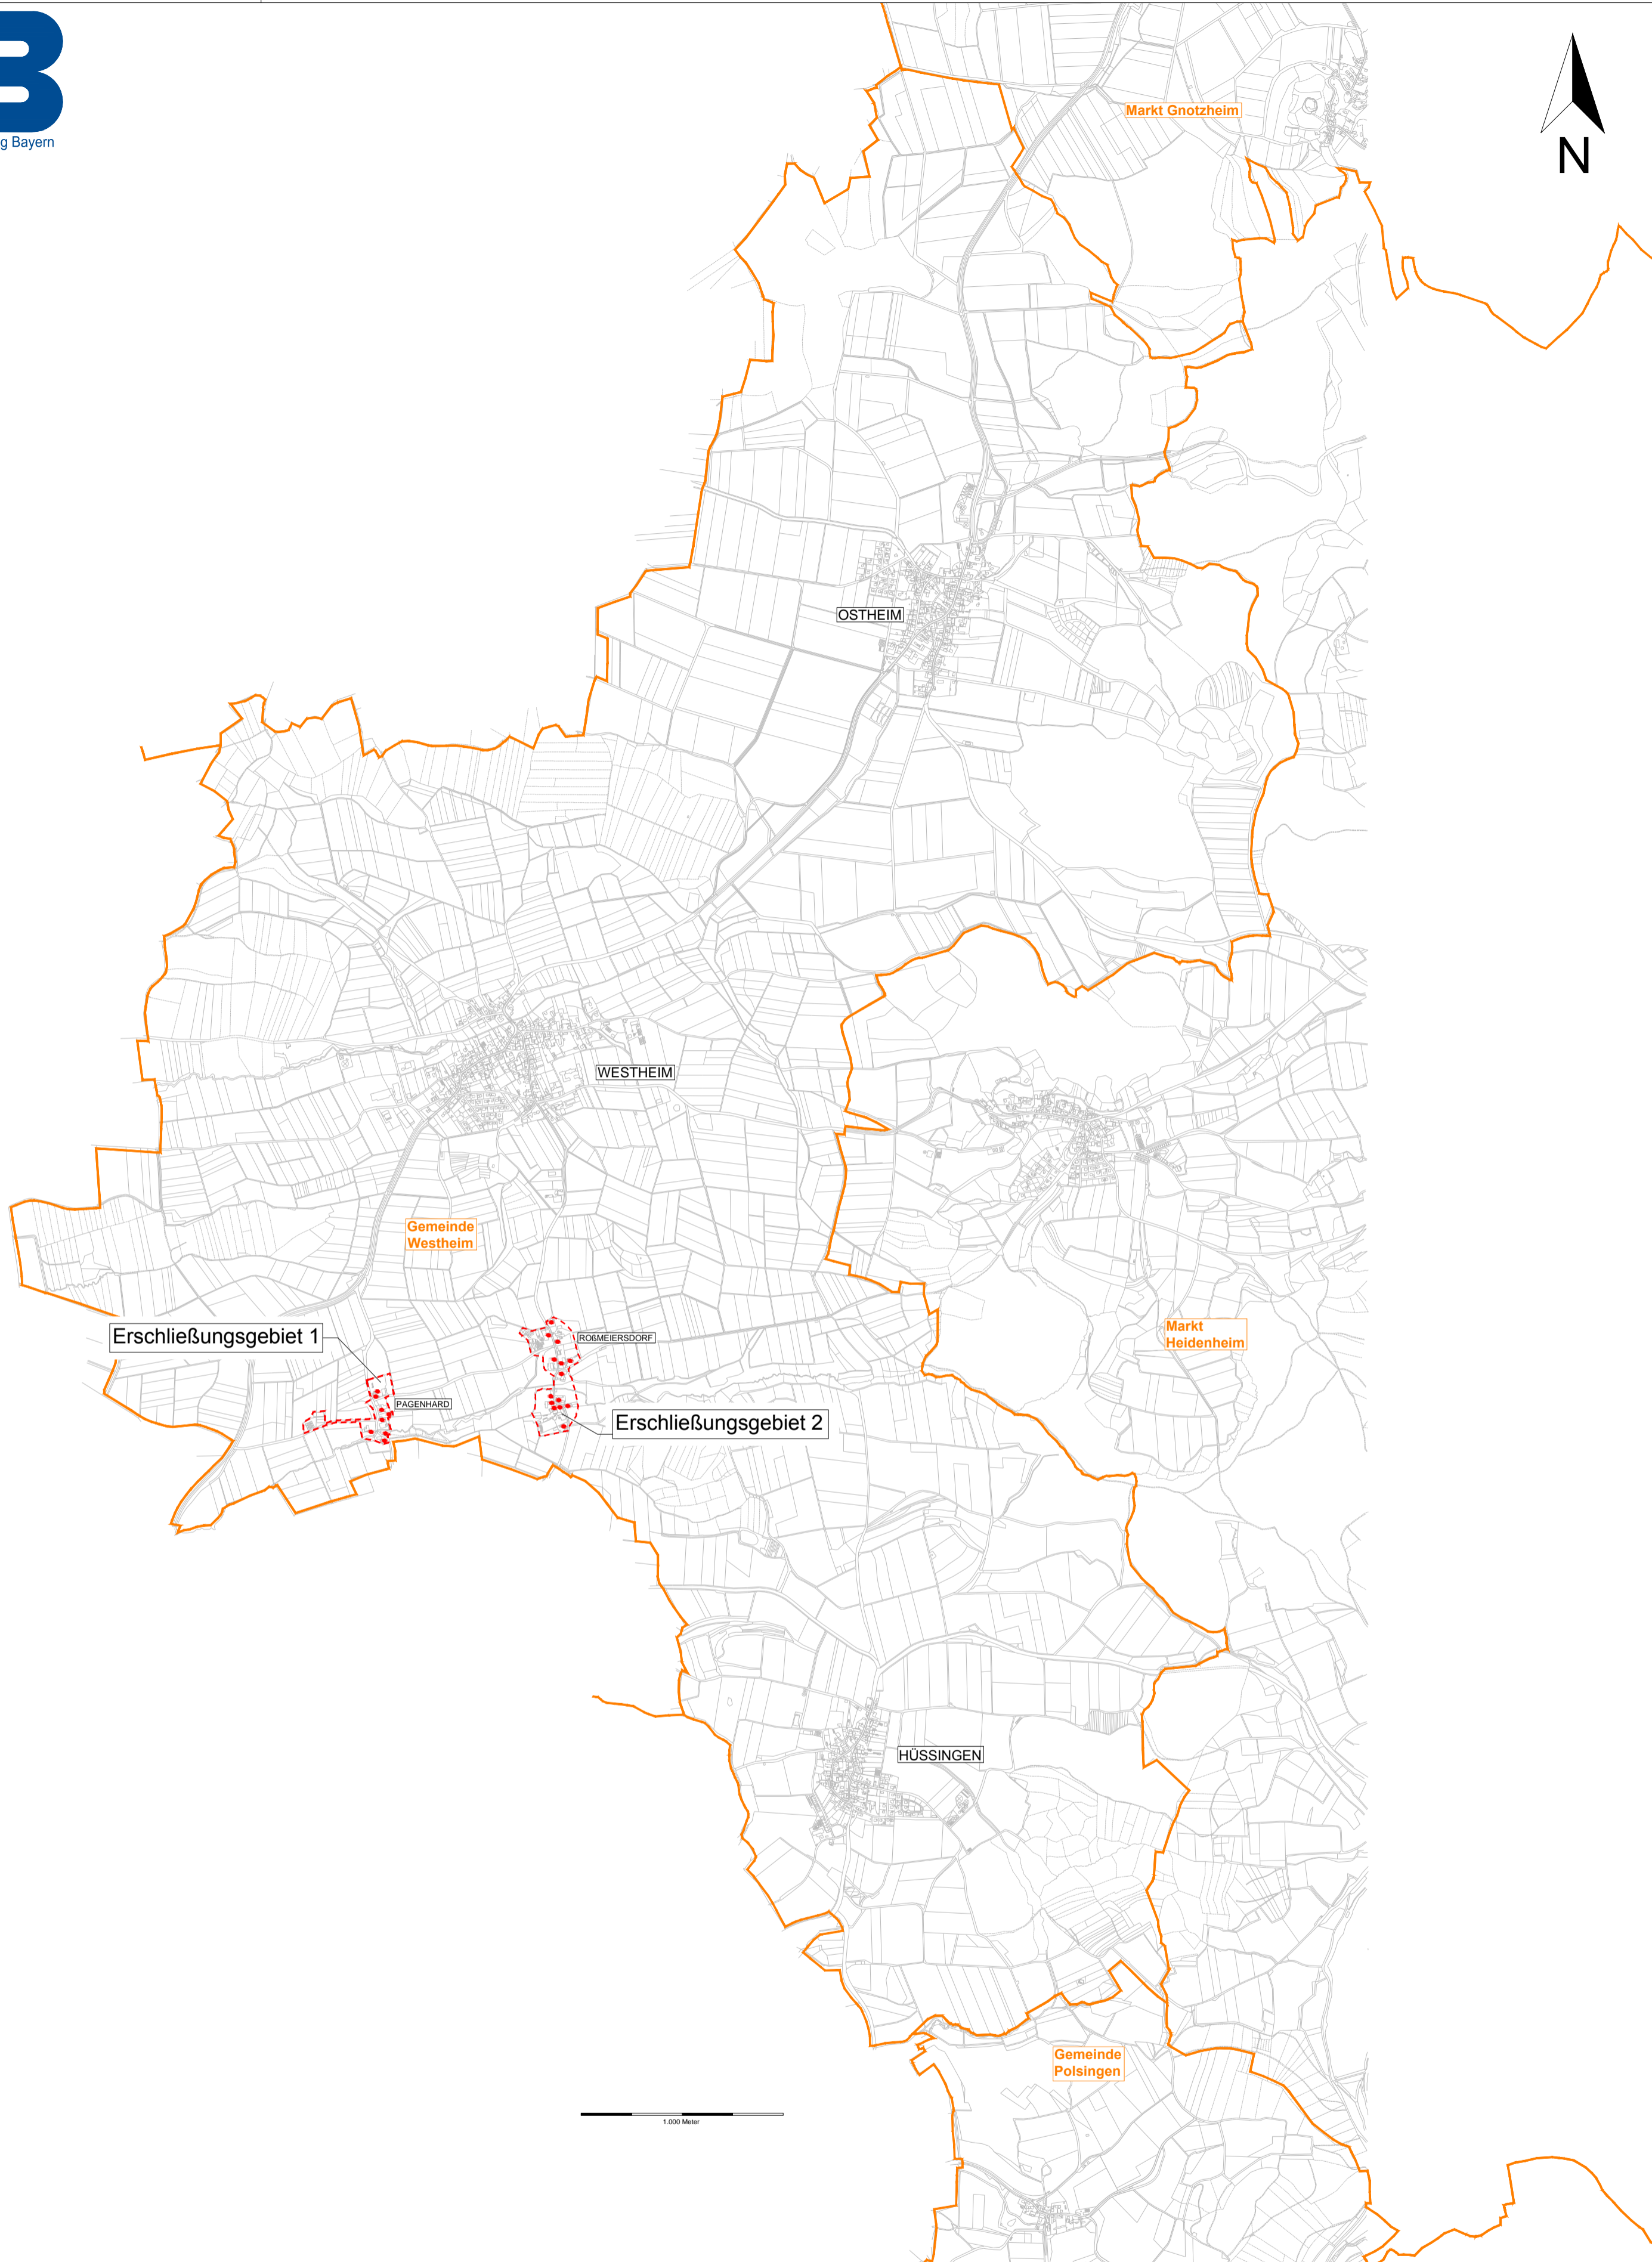 B
g Bayern
Markt Gnotzheim
N
OSTHEIM
WESTHEIM
Gemeinde
Westheim
Erschließungsgebiet 1
ROßMEIERSDORF
Markt
Heidenheim
PAGENHARD
Erschließungsgebiet 2
HÜSSINGEN
Gemeinde
Polsingen
1.000 Meter